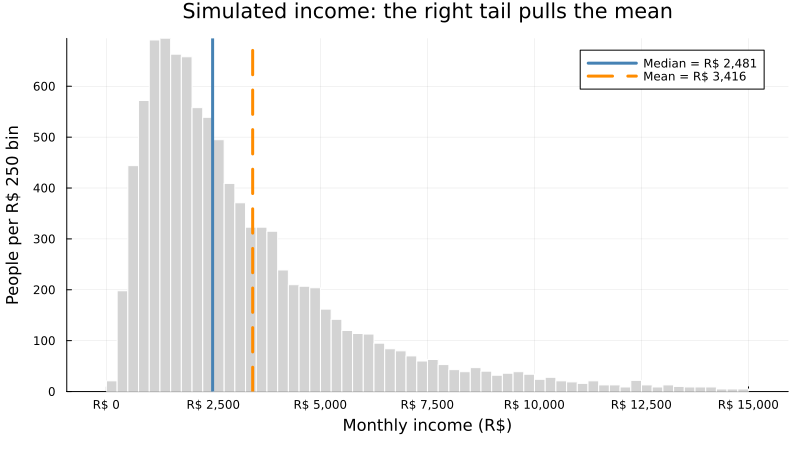 Simulated income: the right tail pulls the mean
Median = R$ 2,481
Mean = R$ 3,416
People per R$ 250 bin
600
500
400
300
200
100
0
R$ 0
R$ 2,500
R$ 5,000
R$ 7,500
R$ 10,000
R$ 12,500
R$ 15,000
Monthly income (R$)